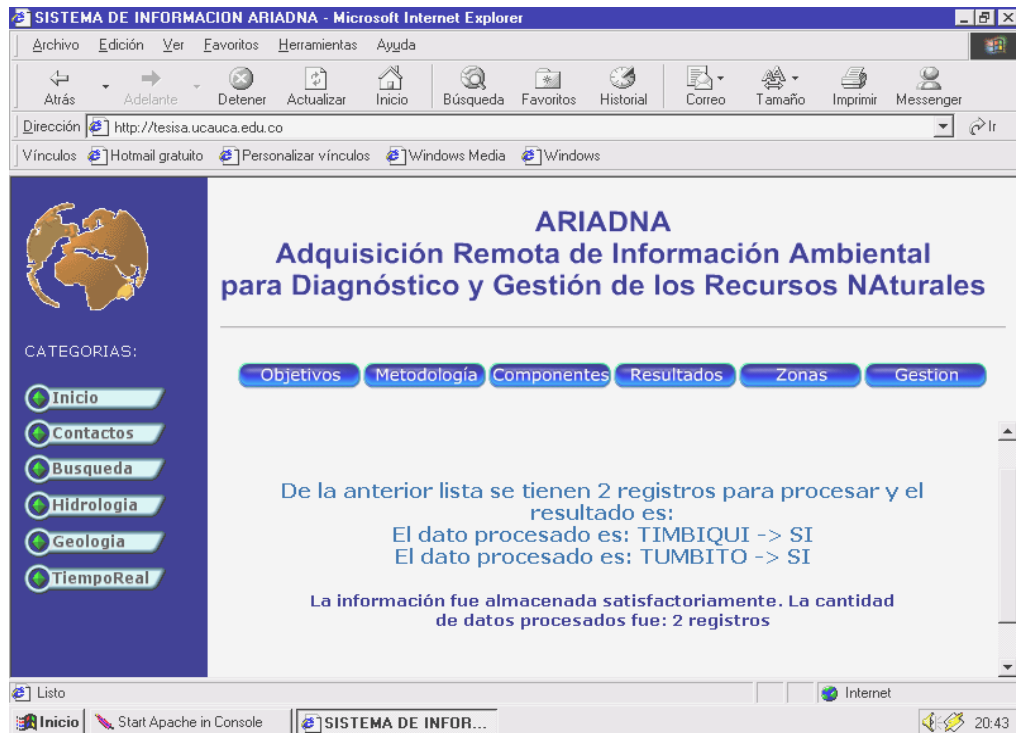 SISTEMA DE INFORMACION ARIADNA - Microsoft Internet Explorer
Archivo Edición Ver Favoritos Herramientas Ayuda
Atrás Adelante Detener Actualizar Inicio Búsqueda Favoritos Historial Correo Tamaño Imprimir Messenger
Dirección http://tesisa.ucauca.edu.co Ir
Vínculos Hotmail gratuito Personalizar vínculos Windows Media Windows
ARIADNA
Adquisición Remota de Información Ambiental
para Diagnóstico y Gestión de los Recursos NAturales
CATEGORIAS:
Inicio
Contactos
Busqueda
Hidrologia
Geologia
TiempoReal
Objetivos Metodología Componentes Resultados Zonas Gestion
De la anterior lista se tienen 2 registros para procesar y el
resultado es:
El dato procesado es: TIMBIQUI -> SI
El dato procesado es: TUMBITO -> SI
La información fue almacenada satisfactoriamente. La cantidad
de datos procesados fue: 2 registros
Listo Internet
Inicio Start Apache in Console SISTEMA DE INFOR... 20:43